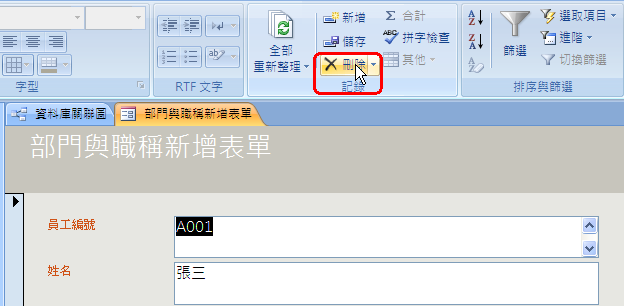 新增
合計
選取項目
儲存
拼字檢查
進階
全部
重新整理
刪除
其他
篩選
切換篩選
字型
RTF 文字
記錄
排序與篩選
資料庫關聯圖
部門與職稱新增表單
部門與職稱新增表單
員工編號
A001
姓名
張三